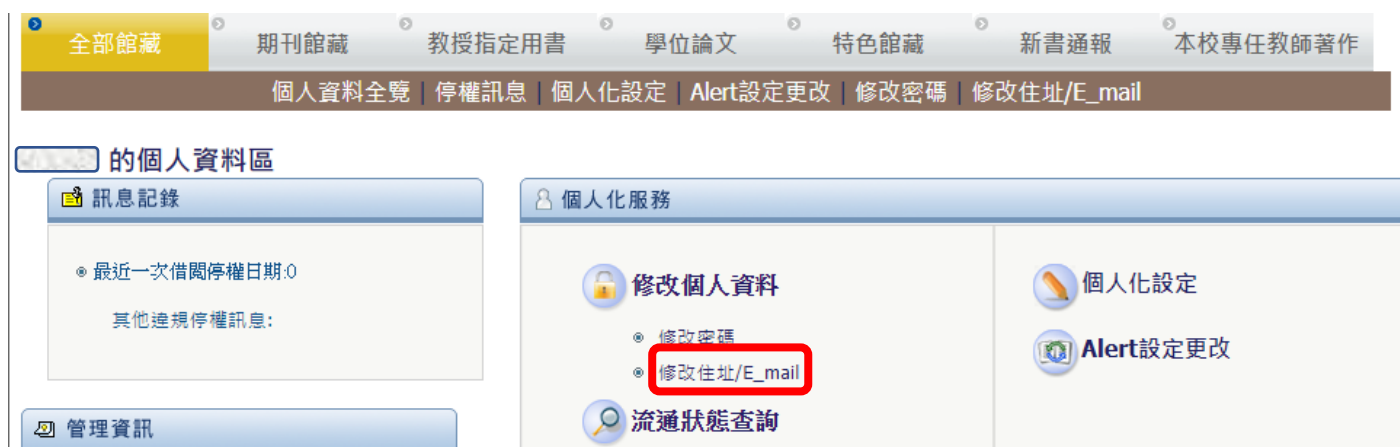 全部館藏 期刊館藏 教授指定用書 學位論文 特色館藏 新書通報 本校專任教師著作
個人資料全覽 | 停權訊息 | 個人化設定 | Alert設定更改 | 修改密碼 | 修改住址/E_mail
的個人資料區
訊息記錄
個人化服務
最近一次借閱停權日期:0
其他違規停權訊息:
修改個人資料
修改密碼
修改住址/E_mail
流通狀態查詢
個人化設定
Alert設定更改
管理資訊